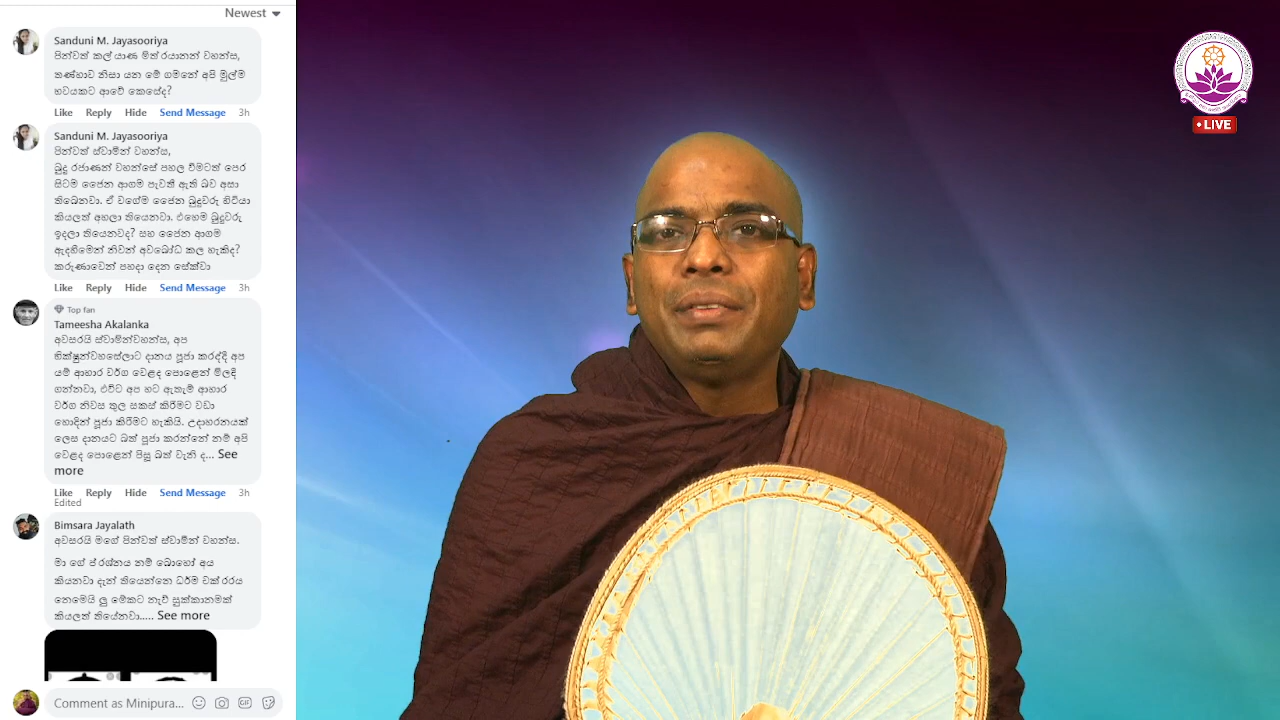 Newest
Sanduni M. Jayasooriya
පින්වත් කල් යාණ මිත් රයානන් වහන්ස,
තණ්හාව නිසා යන මේ ගමනේ අපි මුල්ම
භවයකට ආවේ කෙසේද?
Like Reply Hide Send Message 3h
Sanduni M. Jayasooriya
පින්වත් ස්වාමීන් වහන්ස,
බුදු රජාණන් වහන්සේ පහල වීමටත් පෙර
සිටම ජෛන ආගම පැවතී ඇති බව අසා
තිබෙනවා. ඒ වගේම ජෛන බුදුවරු හිටියා
කියලත් අහලා තියෙනවා. එහෙම බුදුවරු
ඉඳලා තියෙනවද? සහ ජෛන ආගම
ඇදහීමෙන් නිවන් අවබෝධ කල හැකිද?
කරුණාවෙන් පහදා දෙන සේක්වා
Like Reply Hide Send Message 3h
Top fan
Tameesha Akalanka
අවසරයි ස්වාමින්වහන්ස, අප
භික්ෂුන්වහසේලාට දානය පූජා කරද්දී අප
යම් ආහාර වර්ග වෙළඳ පොළෙන් මිලදී
ගන්නවා, එවිට අප හට ඇතැම් ආහාර
වර්ග නිවස තුල සකස් කිරීමට වඩා
හොඳින් පූජා කිරීමට හැකියි. උදාහරනයක්
ලෙස දානයට බත් පූජා කරන්නේ නම් අපි
වෙළඳ පොළෙන් පිසූ බත් වැනි ද... See
more
Like Reply Hide Send Message 3h
Edited
Bimsara Jayalath
අවසරයි මගේ පින්වත් ස්වාමීන් වහන්ස.
මා ගේ ප් රශ්නය නම් බොහෝ අය
කියනවා දැන් තියෙන්නෙ ධර්ම චක් රරය
නෙමෙයි ලු මේකට නැව් සුක්කානමක්
කියලත් තියේනවා..... See more
Comment as Minipura...
GIF
LIVE